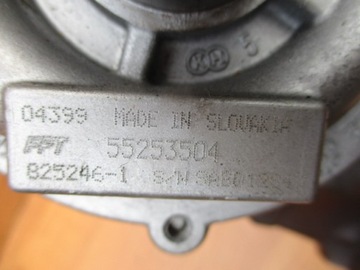 04399 MADE IN SLOVAKIA
FPT 55253504
825246-1 S/N